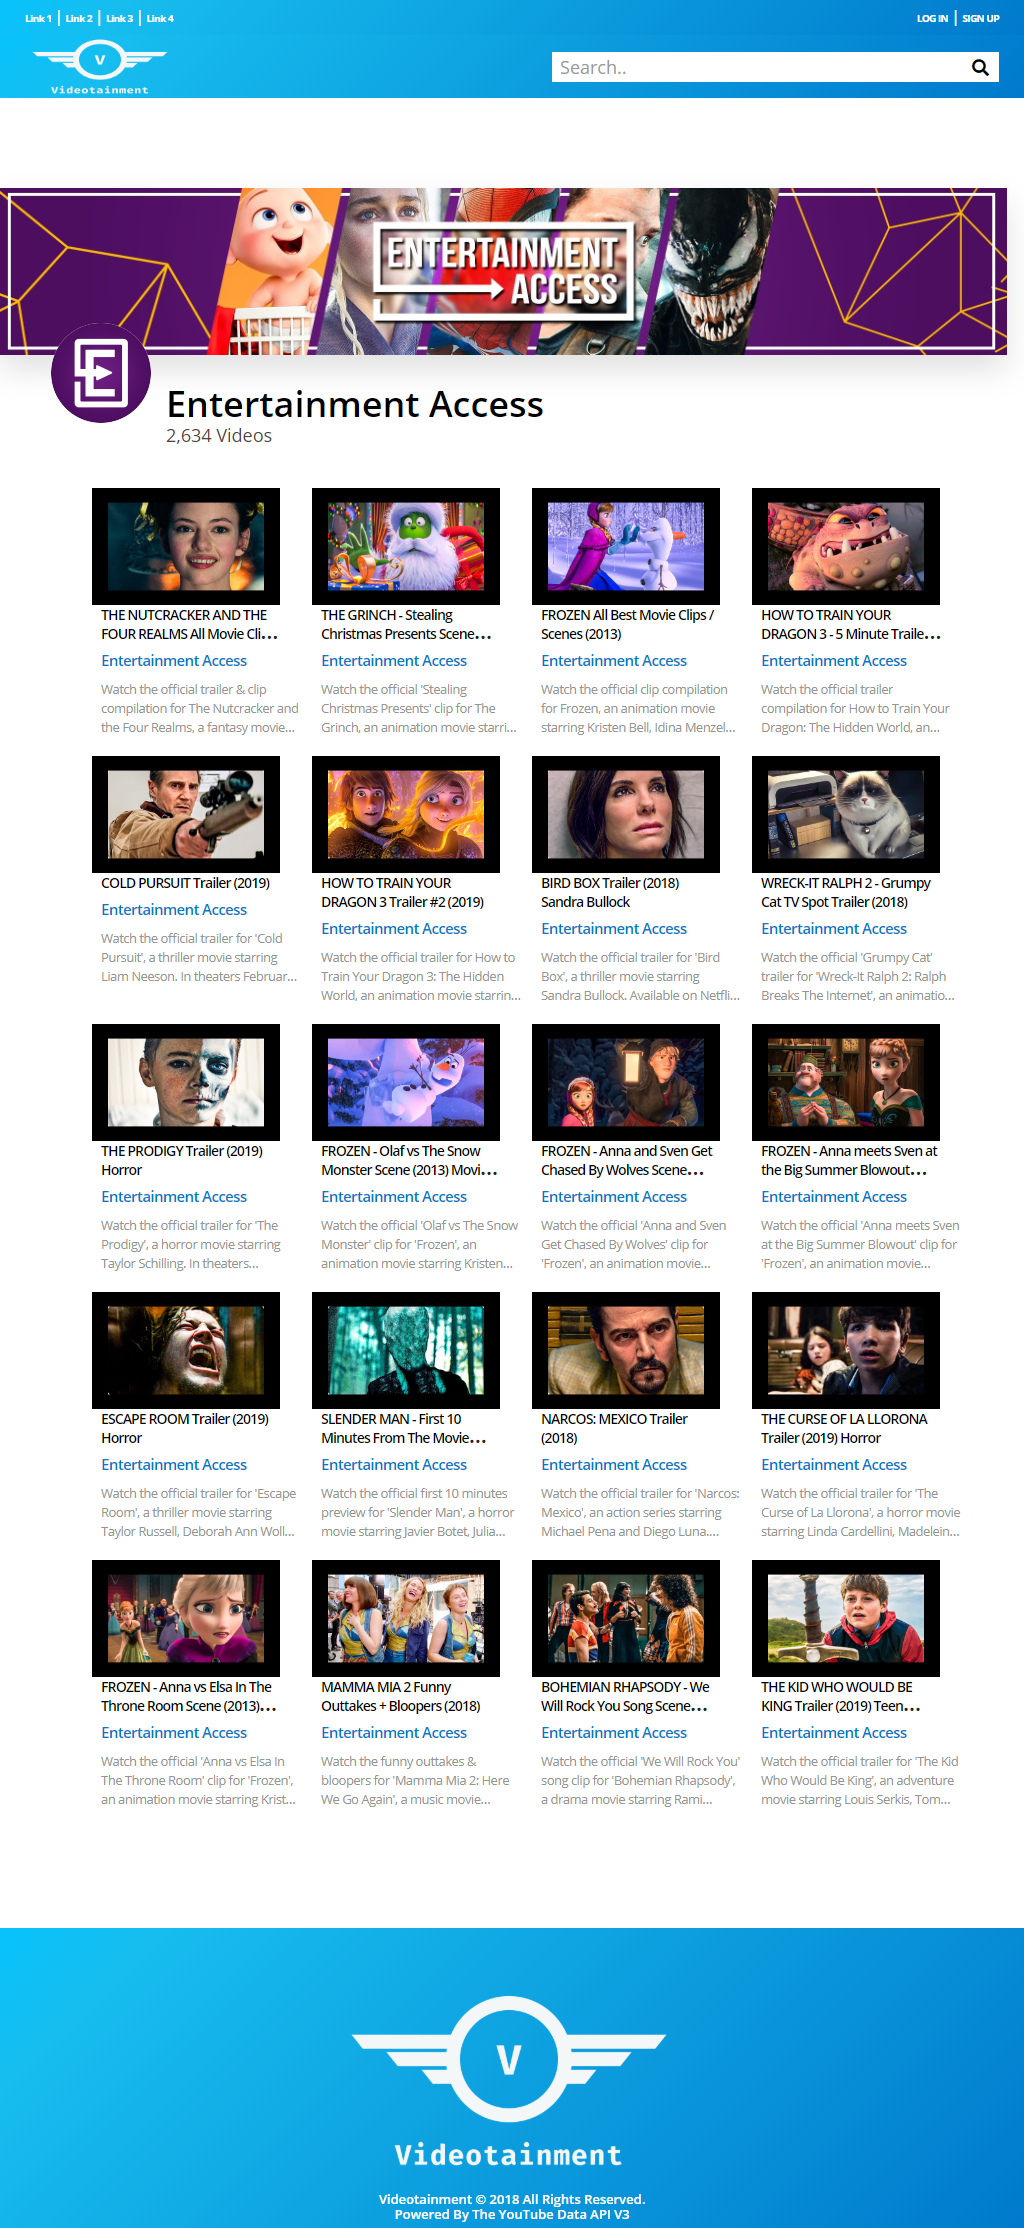 Link 1 | Link 2 | Link 3 | Link 4
LOG IN | SIGN UP
V
Videotainment
Search..
ENTERTAINMENT
ACCESS
E
Entertainment Access
2,634 Videos
THE NUTCRACKER AND THE
FOUR REALMS All Movie Cli...
Entertainment Access
Watch the official trailer & clip
compilation for The Nutcracker and
the Four Realms, a fantasy movie...
THE GRINCH - Stealing
Christmas Presents Scene...
Entertainment Access
Watch the official 'Stealing
Christmas Presents' clip for The
Grinch, an animation movie starri...
FROZEN All Best Movie Clips /
Scenes (2013)
Entertainment Access
Watch the official clip compilation
for Frozen, an animation movie
starring Kristen Bell, Idina Menzel...
HOW TO TRAIN YOUR
DRAGON 3 - 5 Minute Traile...
Entertainment Access
Watch the official trailer
compilation for How to Train Your
Dragon: The Hidden World, an...
COLD PURSUIT Trailer (2019)
Entertainment Access
Watch the official trailer for 'Cold
Pursuit', a thriller movie starring
Liam Neeson. In theaters Februar...
HOW TO TRAIN YOUR
DRAGON 3 Trailer #2 (2019)
Entertainment Access
Watch the official trailer for How to
Train Your Dragon 3: The Hidden
World, an animation movie starrin...
BIRD BOX Trailer (2018)
Sandra Bullock
Entertainment Access
Watch the official trailer for 'Bird
Box', a thriller movie starring
Sandra Bullock. Available on Netfli...
WRECK-IT RALPH 2 - Grumpy
Cat TV Spot Trailer (2018)
Entertainment Access
Watch the official 'Grumpy Cat'
trailer for 'Wreck-It Ralph 2: Ralph
Breaks The Internet', an animatio...
THE PRODIGY Trailer (2019)
Horror
Entertainment Access
Watch the official trailer for 'The
Prodigy', a horror movie starring
Taylor Schilling. In theaters...
FROZEN - Olaf vs The Snow
Monster Scene (2013) Movi...
Entertainment Access
Watch the official 'Olaf vs The Snow
Monster' clip for 'Frozen', an
animation movie starring Kristen...
FROZEN - Anna and Sven Get
Chased By Wolves Scene...
Entertainment Access
Watch the official 'Anna and Sven
Get Chased By Wolves' clip for
'Frozen', an animation movie...
FROZEN - Anna meets Sven at
the Big Summer Blowout...
Entertainment Access
Watch the official 'Anna meets Sven
at the Big Summer Blowout' clip for
'Frozen', an animation movie...
ESCAPE ROOM Trailer (2019)
Horror
Entertainment Access
Watch the official trailer for 'Escape
Room', a thriller movie starring
Taylor Russell, Deborah Ann Woll...
SLENDER MAN - First 10
Minutes From The Movie...
Entertainment Access
Watch the official first 10 minutes
preview for 'Slender Man', a horror
movie starring Javier Botet, Julia...
NARCOS: MEXICO Trailer
(2018)
Entertainment Access
Watch the official trailer for 'Narcos:
Mexico', an action series starring
Michael Pena and Diego Luna....
THE CURSE OF LA LLORONA
Trailer (2019) Horror
Entertainment Access
Watch the official trailer for 'The
Curse of La Llorona', a horror movie
starring Linda Cardellini, Madelein...
FROZEN - Anna vs Elsa In The
Throne Room Scene (2013)...
Entertainment Access
Watch the official 'Anna vs Elsa In
The Throne Room' clip for 'Frozen',
an animation movie starring Krist...
MAMMA MIA 2 Funny
Outtakes + Bloopers (2018)
Entertainment Access
Watch the funny outtakes &
bloopers for 'Mamma Mia 2: Here
We Go Again', a music movie...
BOHEMIAN RHAPSODY - We
Will Rock You Song Scene...
Entertainment Access
Watch the official 'We Will Rock You'
song clip for 'Bohemian Rhapsody',
a drama movie starring Rami...
THE KID WHO WOULD BE
KING Trailer (2019) Teen...
Entertainment Access
Watch the official trailer for 'The Kid
Who Would Be King', an adventure
movie starring Louis Serkis, Tom...
V
Videotainment
Videotainment © 2018 All Rights Reserved.
Powered By The YouTube Data API V3